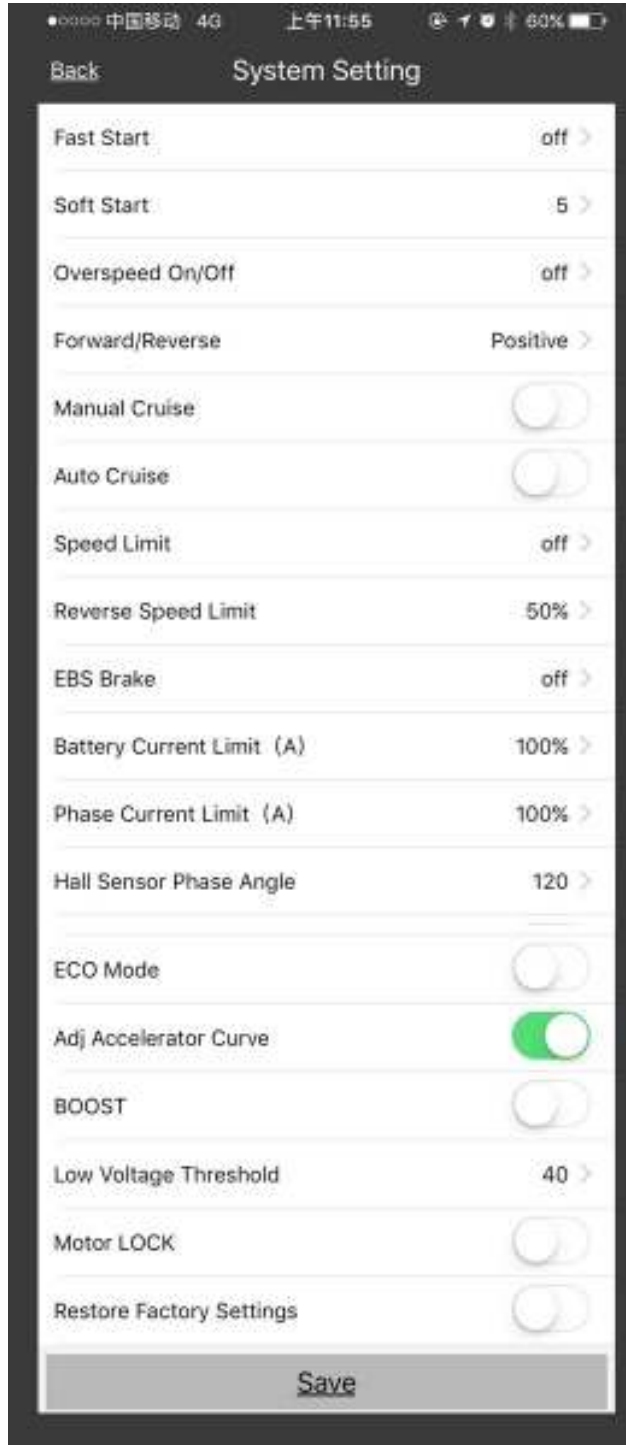 中国移动 4G 上午11:55 60%
Back System Setting
Fast Start off
Soft Start 5
Overspeed On/Off off
Forward/Reverse Positive
Manual Cruise
Auto Cruise
Speed Limit off
Reverse Speed Limit 50%
EBS Brake off
Battery Current Limit（A） 100%
Phase Current Limit（A） 100%
Hall Sensor Phase Angle 120
ECO Mode
Adj Accelerator Curve
BOOST
Low Voltage Threshold 40
Motor LOCK
Restore Factory Settings
Save